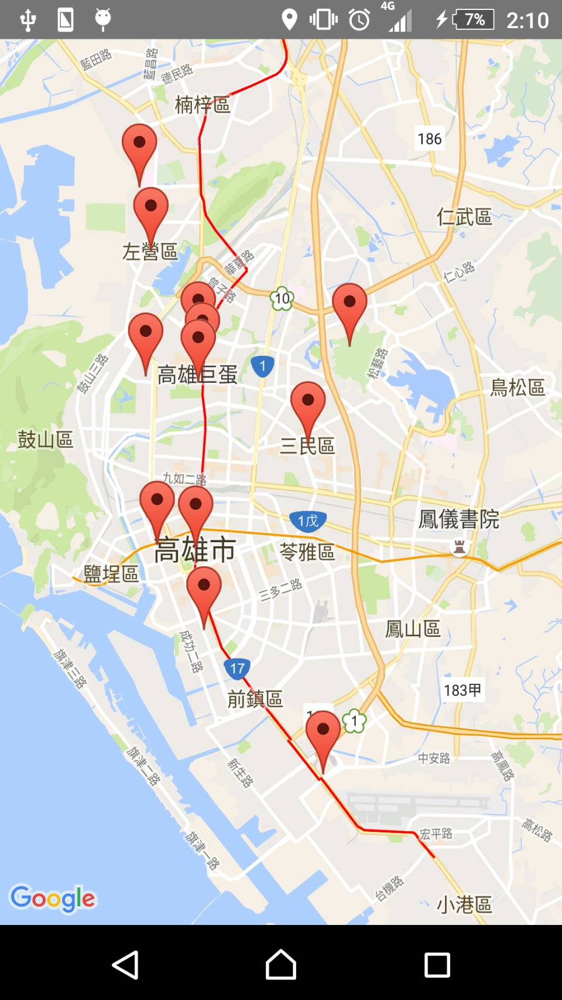 4G
7%
2:10
藍田路
藍昌路
德民路
楠梓區
186
仁武區
左營區
華夏路
仁心路
曾子路
10
1
松藝路
鼓山三路
高雄巨蛋
鳥松區
鼓山區
三民區
九如二路
1戊
鳳儀書院
高雄市
苓雅區
鹽埕區
三多二路
鳳山區
成功二路
旗津三路
17
183甲
前鎮區
1
旗津二路
新生路
中安路
高鳳路
旗津一路
宏平路
高松路
台機路
Google
小港區